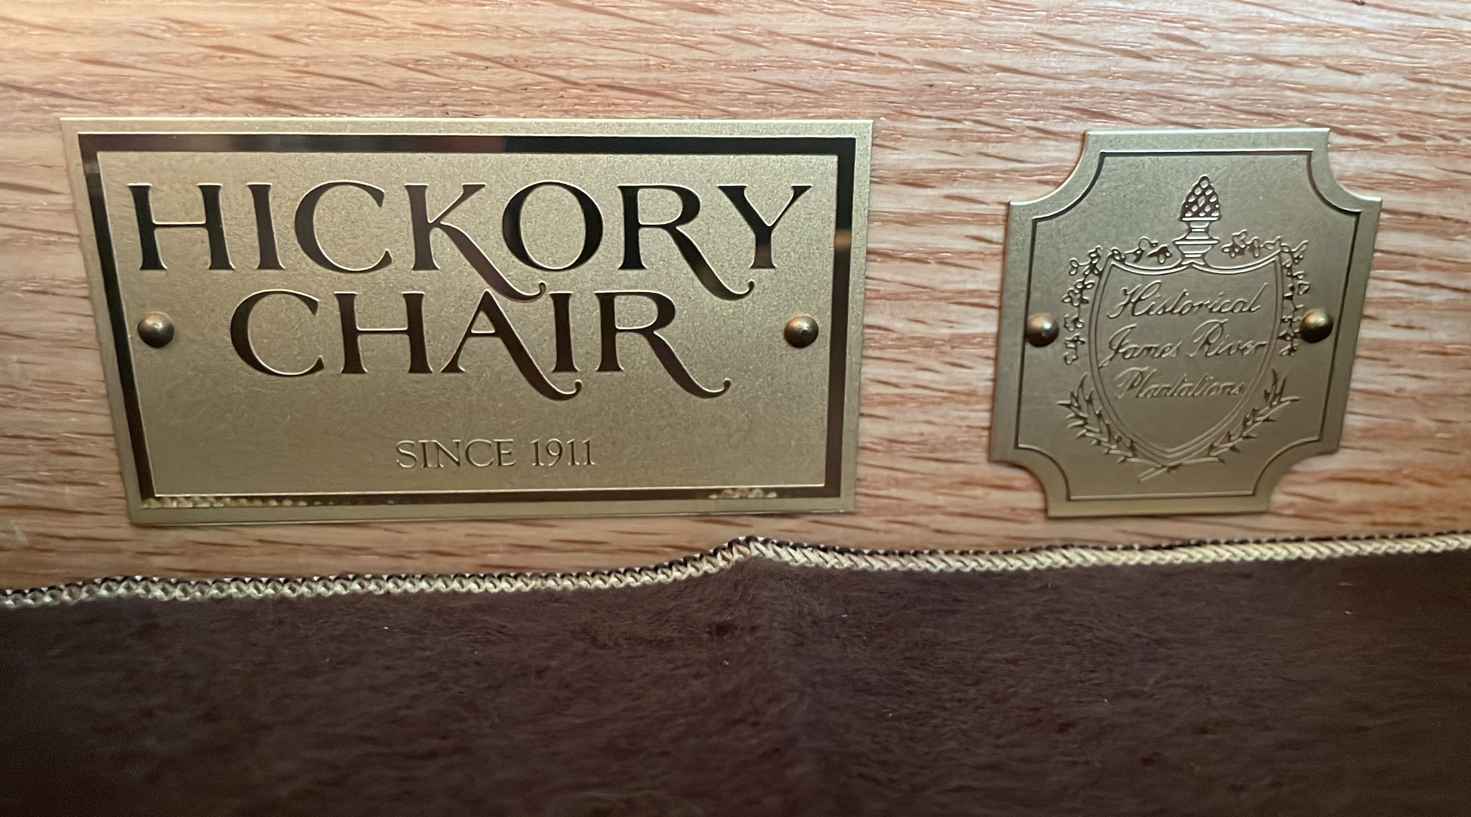 HICKORY
CHAIR
SINCE 1911
Historical
James River
Plantations